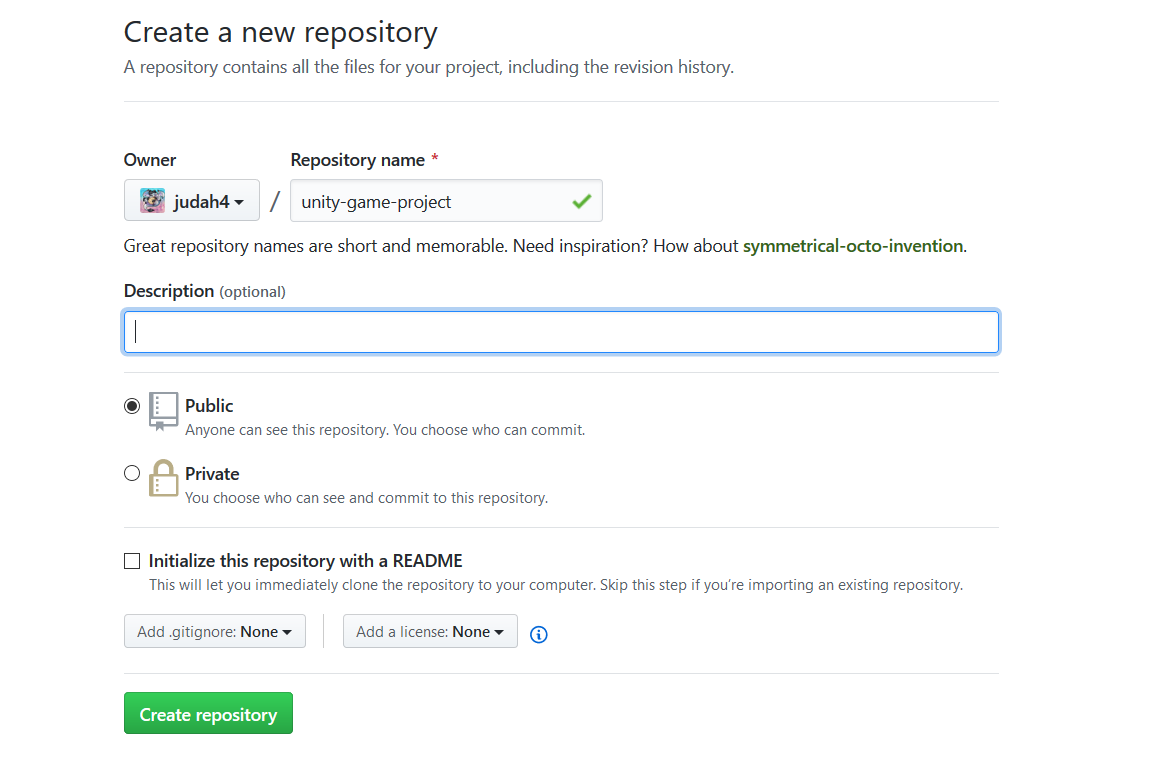 Create a new repository
A repository contains all the files for your project, including the revision history.
Owner Repository name *
judah4 / unity-game-project
Great repository names are short and memorable. Need inspiration? How about symmetrical-octo-invention.
Description (optional)
Public
Anyone can see this repository. You choose who can commit.
Private
You choose who can see and commit to this repository.
Initialize this repository with a README
This will let you immediately clone the repository to your computer. Skip this step if you’re importing an existing repository.
Add .gitignore: None Add a license: None
Create repository